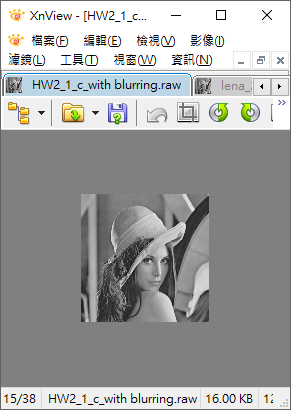 XnView - [HW2_1_c...
檔案(F) 編輯(E) 檢視(V) 影像(I)
濾鏡(L) 工具(T) 視窗(W) 資訊(N)
HW2_1_c_with blurring.raw lena_
15/38 HW2_1_c_with blurring.raw 16.00 KB 12